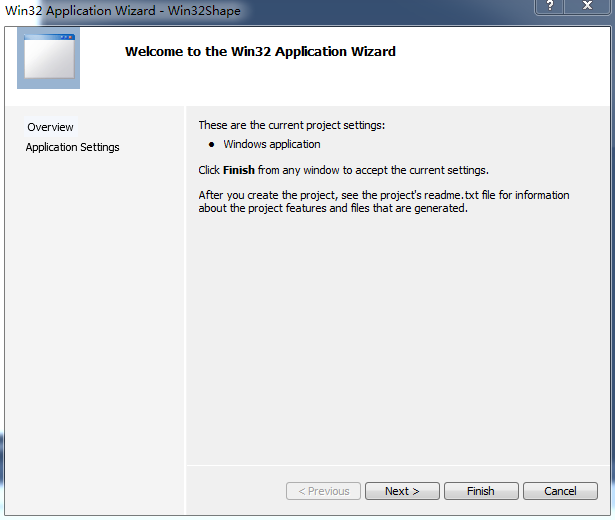 Win32 Application Wizard - Win32Shape
?
X
Welcome to the Win32 Application Wizard
Overview
Application Settings
These are the current project settings:
● Windows application
Click Finish from any window to accept the current settings.
After you create the project, see the project's readme.txt file for information
about the project features and files that are generated.
< Previous
Next >
Finish
Cancel